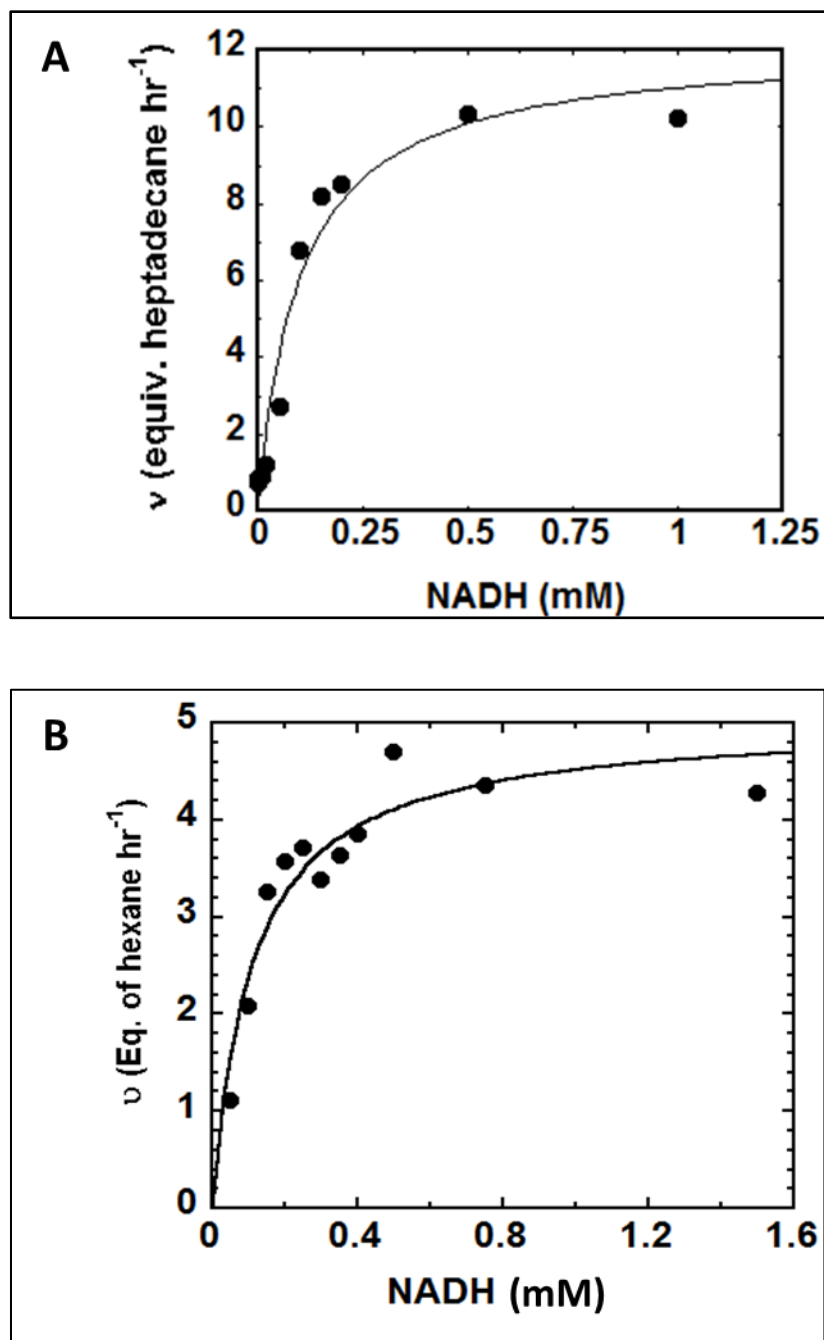 A
ν (equiv. heptadecane hr-1)
12
10
8
6
4
2
0
0 0.25 0.5 0.75 1 1.25
NADH (mM)
B
υ (Eq. of hexane hr-1)
5
4
3
2
1
0
0 0.4 0.8 1.2 1.6
NADH (mM)